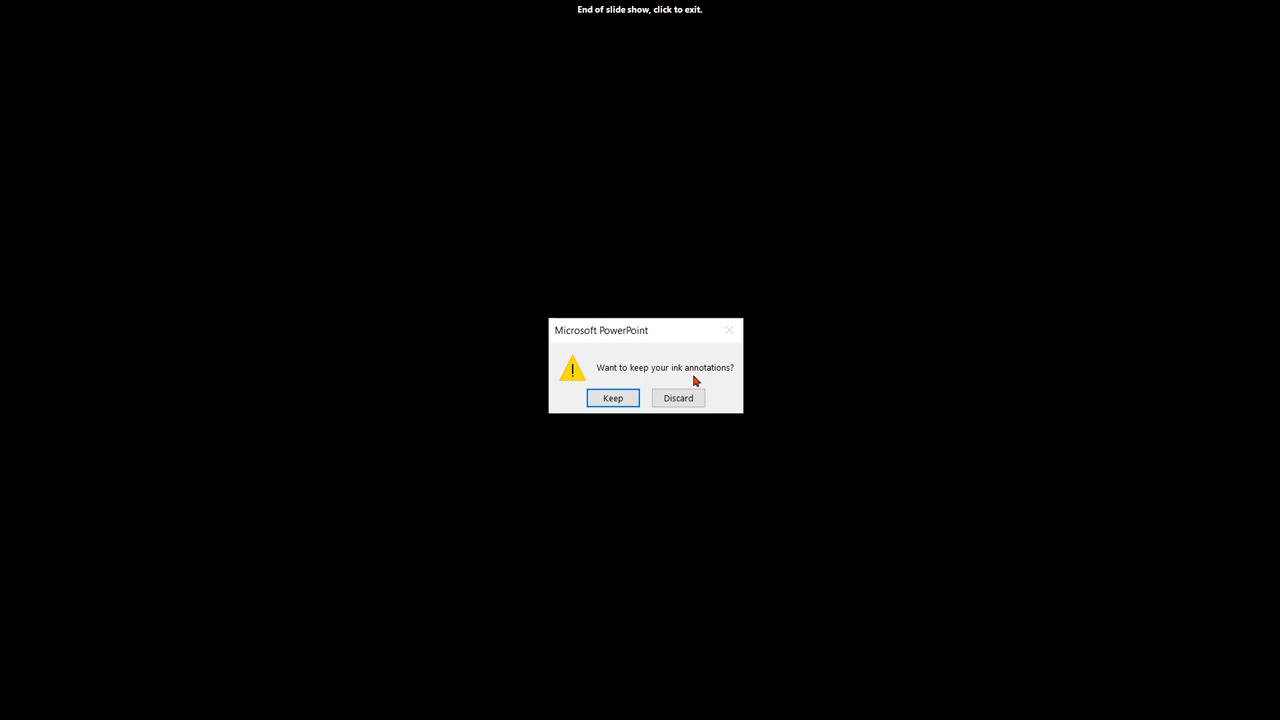 End of slide show, click to exit.
Microsoft PowerPoint
Want to keep your ink annotations?
Keep
Discard